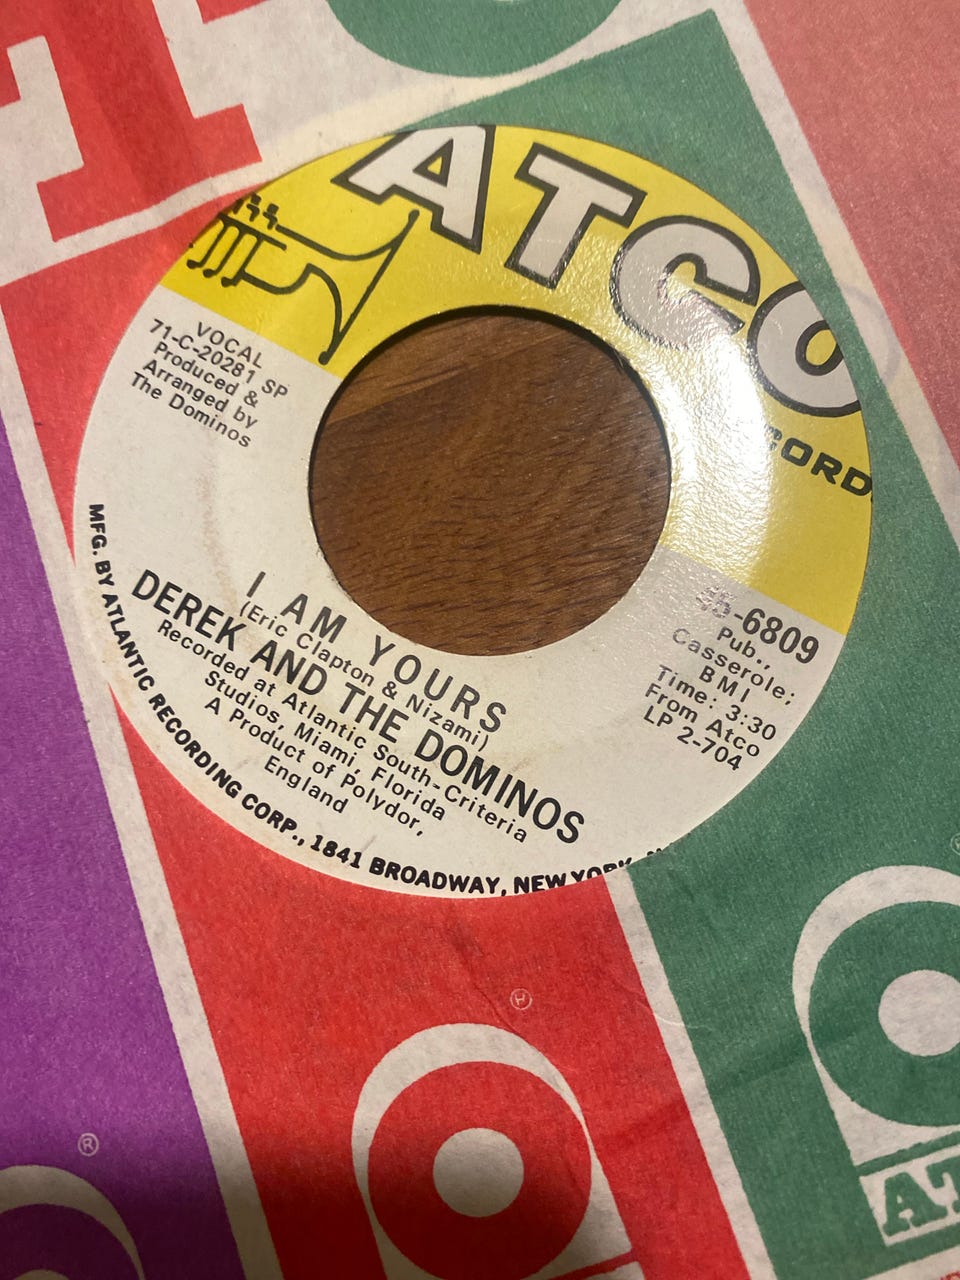 ATCO
VOCAL
71-C-20281 SP
Produced &
Arranged by
The Dominos
45-6809
Pub.,
Casserole;
BMI
Time: 3:30
From Atco
LP 2-704
I AM YOURS
(Eric Clapton & Nizami)
DEREK AND THE DOMINOS
Recorded at Atlantic South-Criteria
Studios, Miami, Florida
A Product of Polydor,
England
MFG. BY ATLANTIC RECORDING CORP., 1841 BROADWAY, NEW YORK,
®
®